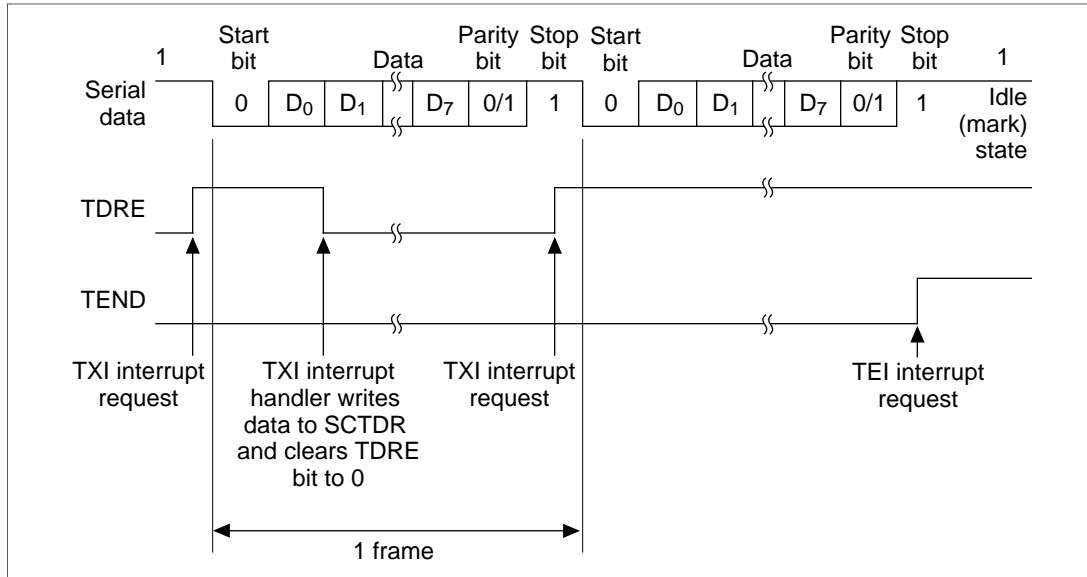 1 Start bit Data Parity bit Stop bit Start bit Data Parity bit Stop bit 1
Serial data 0 D0 D1 D7 0/1 1 0 D0 D1 D7 0/1 1 Idle (mark) state
TDRE
TEND
TXI interrupt request
TXI interrupt handler writes data to SCTDR and clears TDRE bit to 0
TXI interrupt request
TEI interrupt request
1 frame